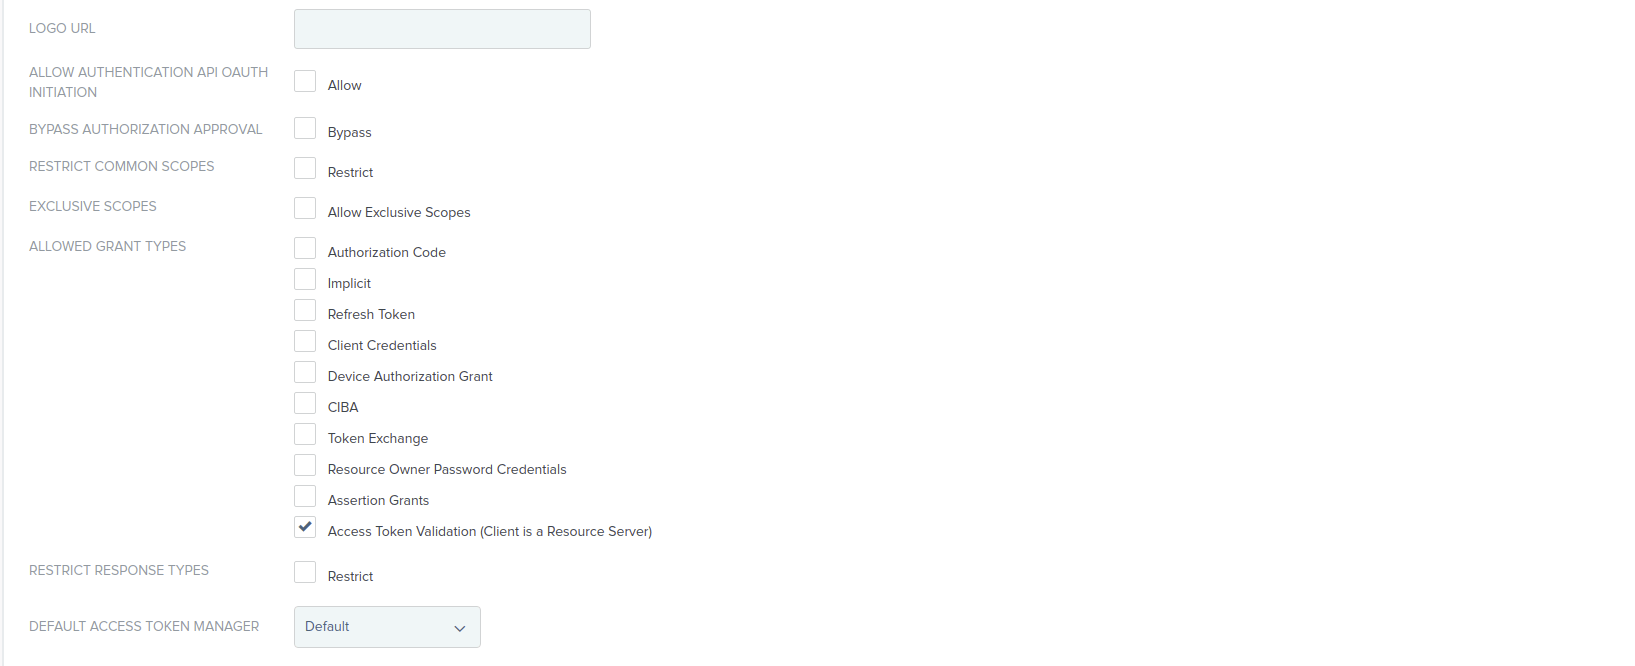 LOGO URL
ALLOW AUTHENTICATION API OAUTH
INITIATION
Allow
BYPASS AUTHORIZATION APPROVAL
Bypass
RESTRICT COMMON SCOPES
Restrict
EXCLUSIVE SCOPES
Allow Exclusive Scopes
ALLOWED GRANT TYPES
Authorization Code
Implicit
Refresh Token
Client Credentials
Device Authorization Grant
CIBA
Token Exchange
Resource Owner Password Credentials
Assertion Grants
Access Token Validation (Client is a Resource Server)
RESTRICT RESPONSE TYPES
Restrict
DEFAULT ACCESS TOKEN MANAGER
Default